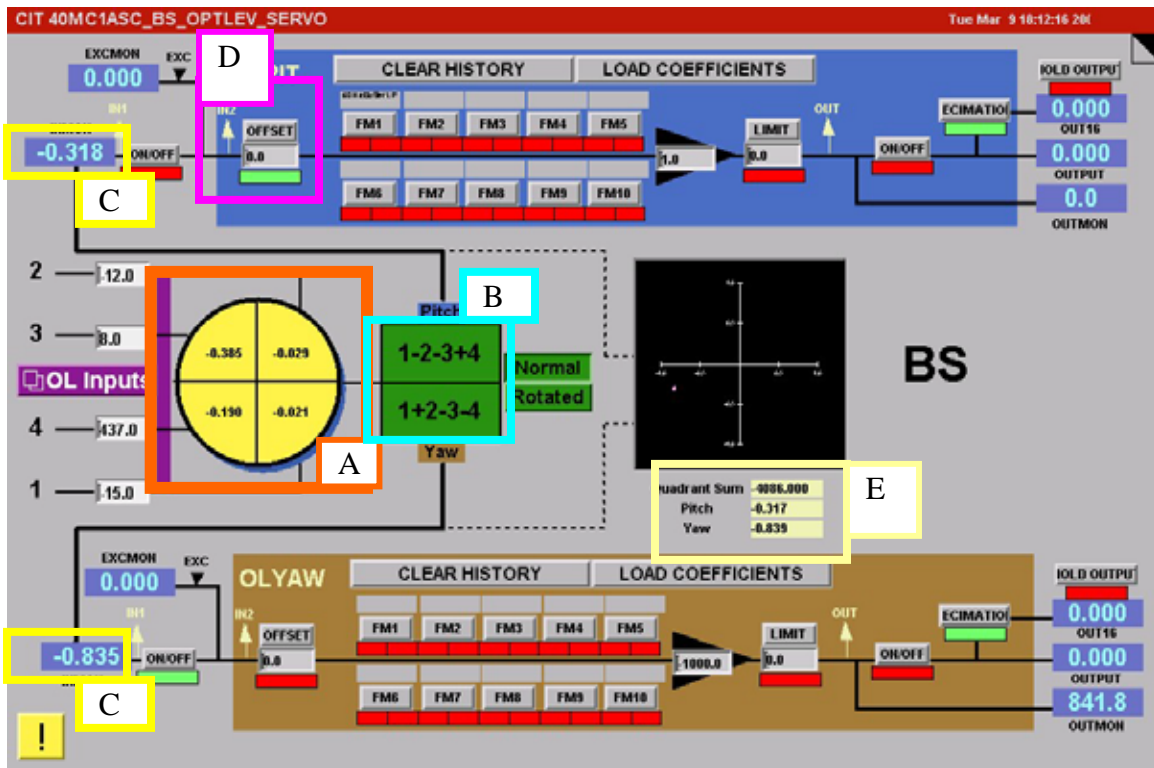 CIT 40MC1ASC_BS_OPTLEV_SERVO
Tue Mar 9 18:12:16 20
EXCMON
EXC
D
PIT
CLEAR HISTORY
LOAD COEFFICIENTS
HOLD OUTPUT
0.000
IN1
IN2
OFFSET
0.0
FM1
FM2
FM3
FM4
FM5
LIMIT
0.0
OUT
ECIMATIO
0.000
OUT16
-0.318
ON/OFF
1.0
ON/OFF
0.000
OUTPUT
C
FM6
FM7
FM8
FM9
FM10
0.0
OUTMON
2
-12.0
B
Pitch
3
8.0
-0.385
-0.029
1-2-3+4
Normal
BS
OL Inputs
-0.190
-0.021
1+2-3-4
Rotated
4
437.0
A
Yaw
1
-15.0
Quadrant Sum
-4086.000
E
Pitch
-0.317
Yaw
-0.839
EXCMON
EXC
0.000
OLYAW
CLEAR HISTORY
LOAD COEFFICIENTS
HOLD OUTPUT
IN1
IN2
OFFSET
0.0
FM1
FM2
FM3
FM4
FM5
LIMIT
0.0
OUT
ECIMATIO
0.000
OUT16
-0.835
ON/OFF
-1000.0
ON/OFF
0.000
OUTPUT
C
FM6
FM7
FM8
FM9
FM10
841.8
OUTMON
!